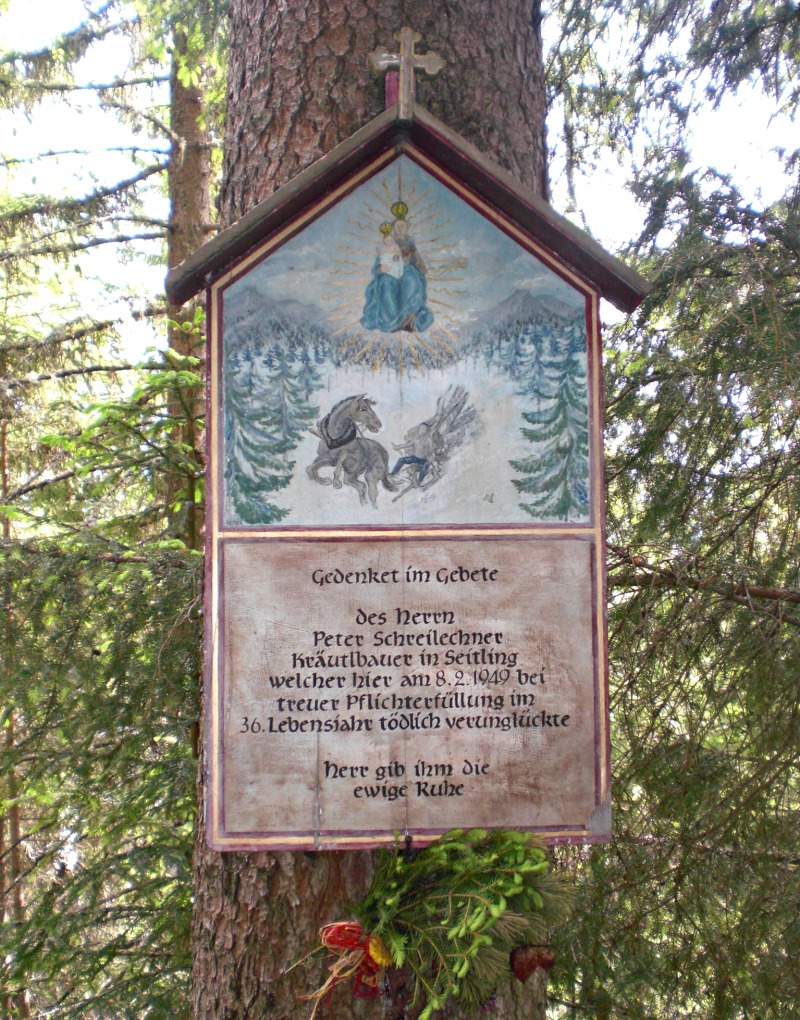 Gedenket im Gebete
des Herrn
Peter Schreilechner
Kräutlbauer in Seitling
welcher hier am 8.2.1949 bei
treuer Pflichterfüllung im
36. Lebensjahr tödlich verunglückte
Herr gib ihm die
ewige Ruhe